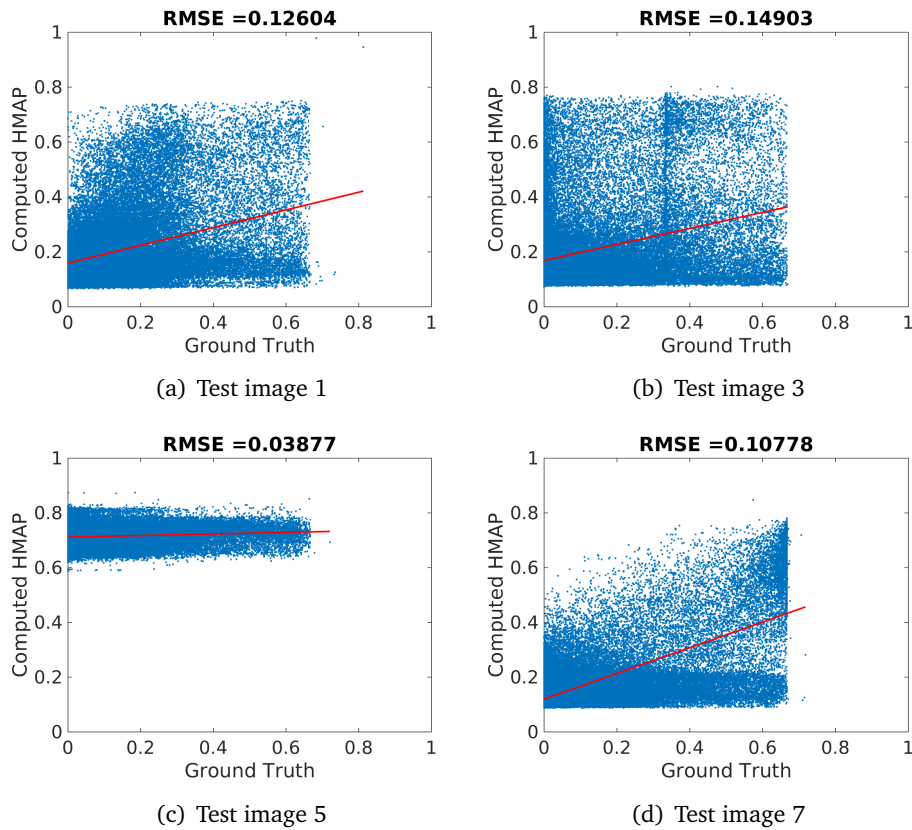 RMSE =0.12604
1
0.8
0.6
0.4
0.2
0
Computed HMAP
0 0.2 0.4 0.6 0.8 1
Ground Truth
(a) Test image 1
RMSE =0.14903
1
0.8
0.6
0.4
0.2
0
Computed HMAP
0 0.2 0.4 0.6 0.8 1
Ground Truth
(b) Test image 3
RMSE =0.03877
1
0.8
0.6
0.4
0.2
0
Computed HMAP
0 0.2 0.4 0.6 0.8 1
Ground Truth
(c) Test image 5
RMSE =0.10778
1
0.8
0.6
0.4
0.2
0
Computed HMAP
0 0.2 0.4 0.6 0.8 1
Ground Truth
(d) Test image 7